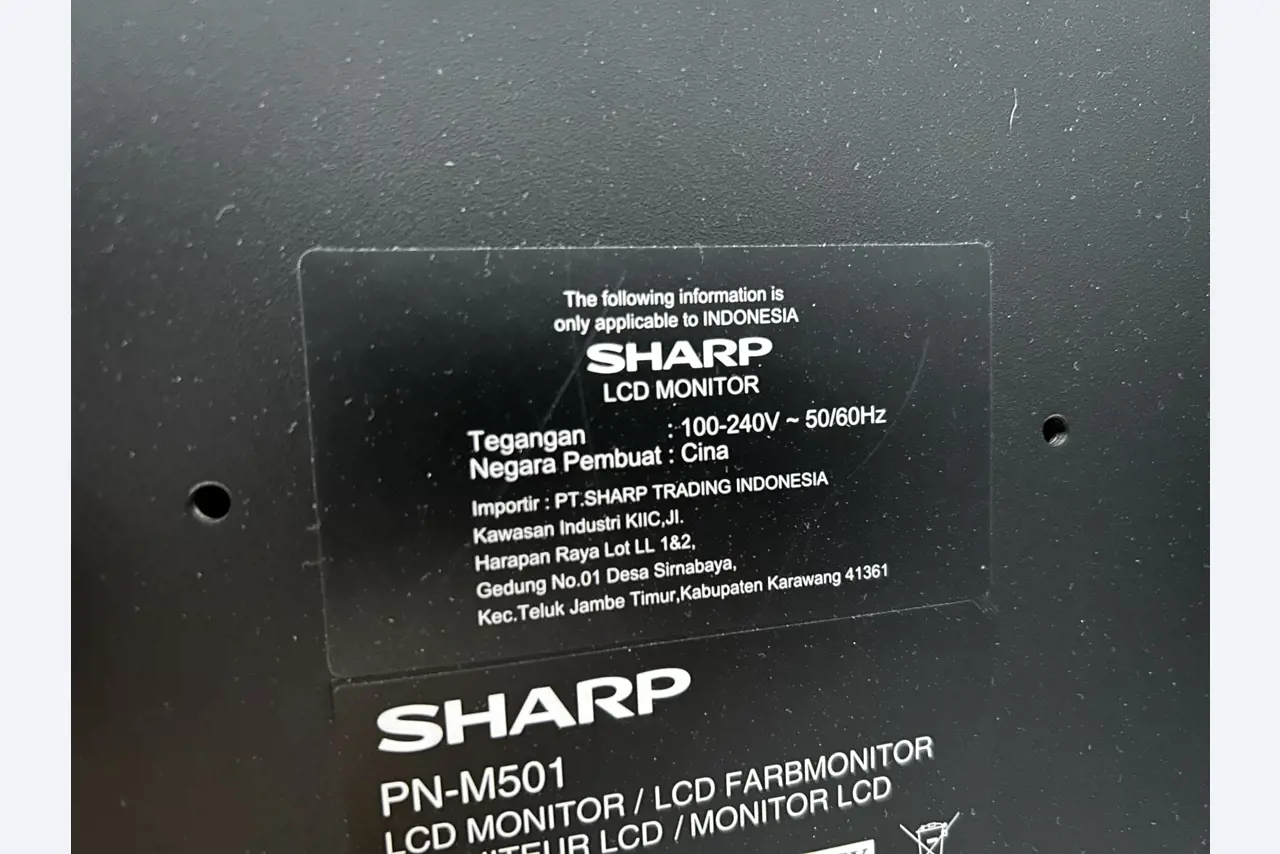 The following information is
only applicable to INDONESIA
SHARP
LCD MONITOR
Tegangan : 100-240V ~ 50/60Hz
Negara Pembuat : Cina
Importir : PT.SHARP TRADING INDONESIA
Kawasan Industri KIIC,Jl.
Harapan Raya Lot LL 1&2,
Gedung No.01 Desa Sirnabaya,
Kec.Teluk Jambe Timur,Kabupaten Karawang 41361
SHARP
PN-M501
LCD MONITOR / LCD FARBMONITOR
LCD / MONITOR LCD